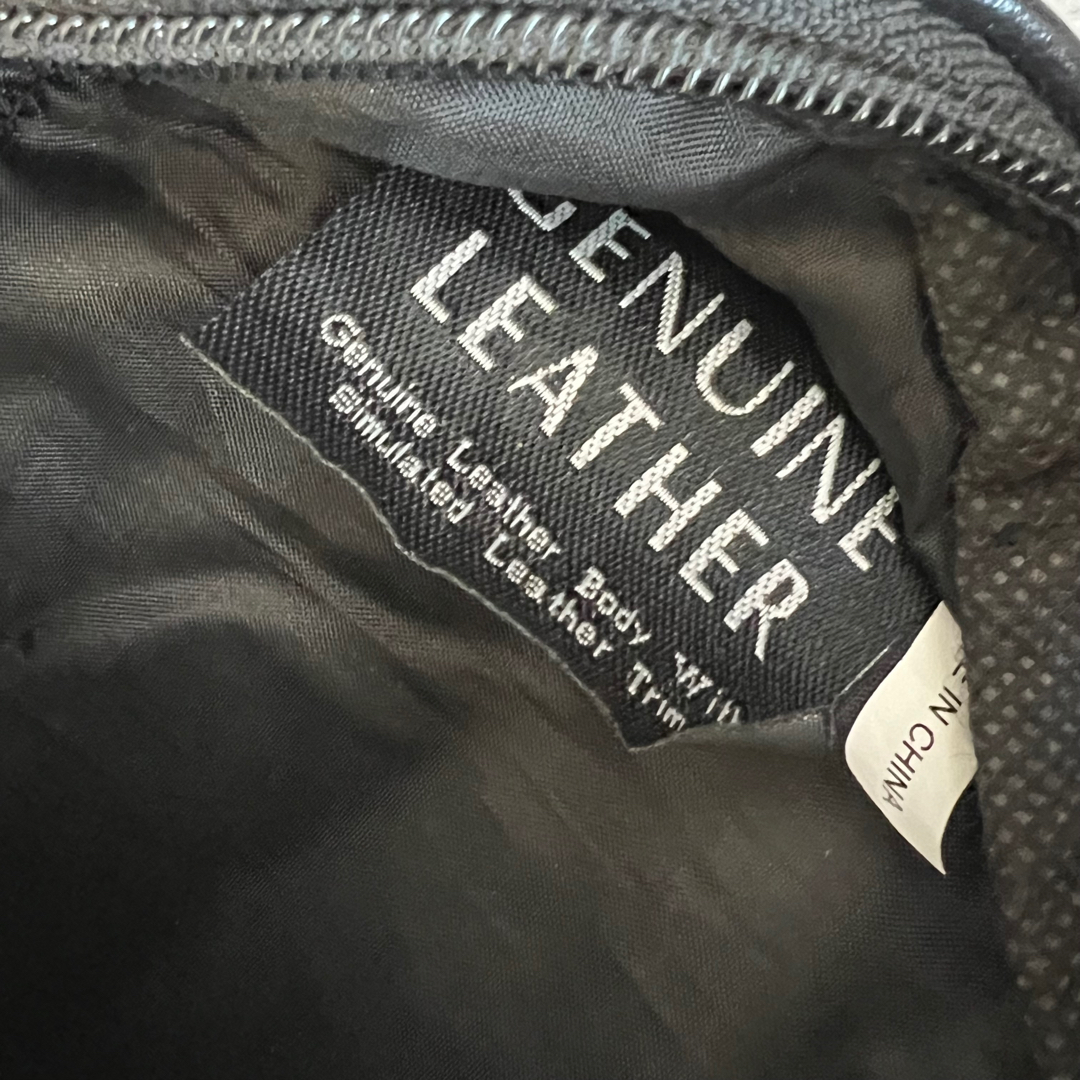 GENUINE
LEATHER
Genuine Leather Body
Simulated Leather Trim
IN CHINA